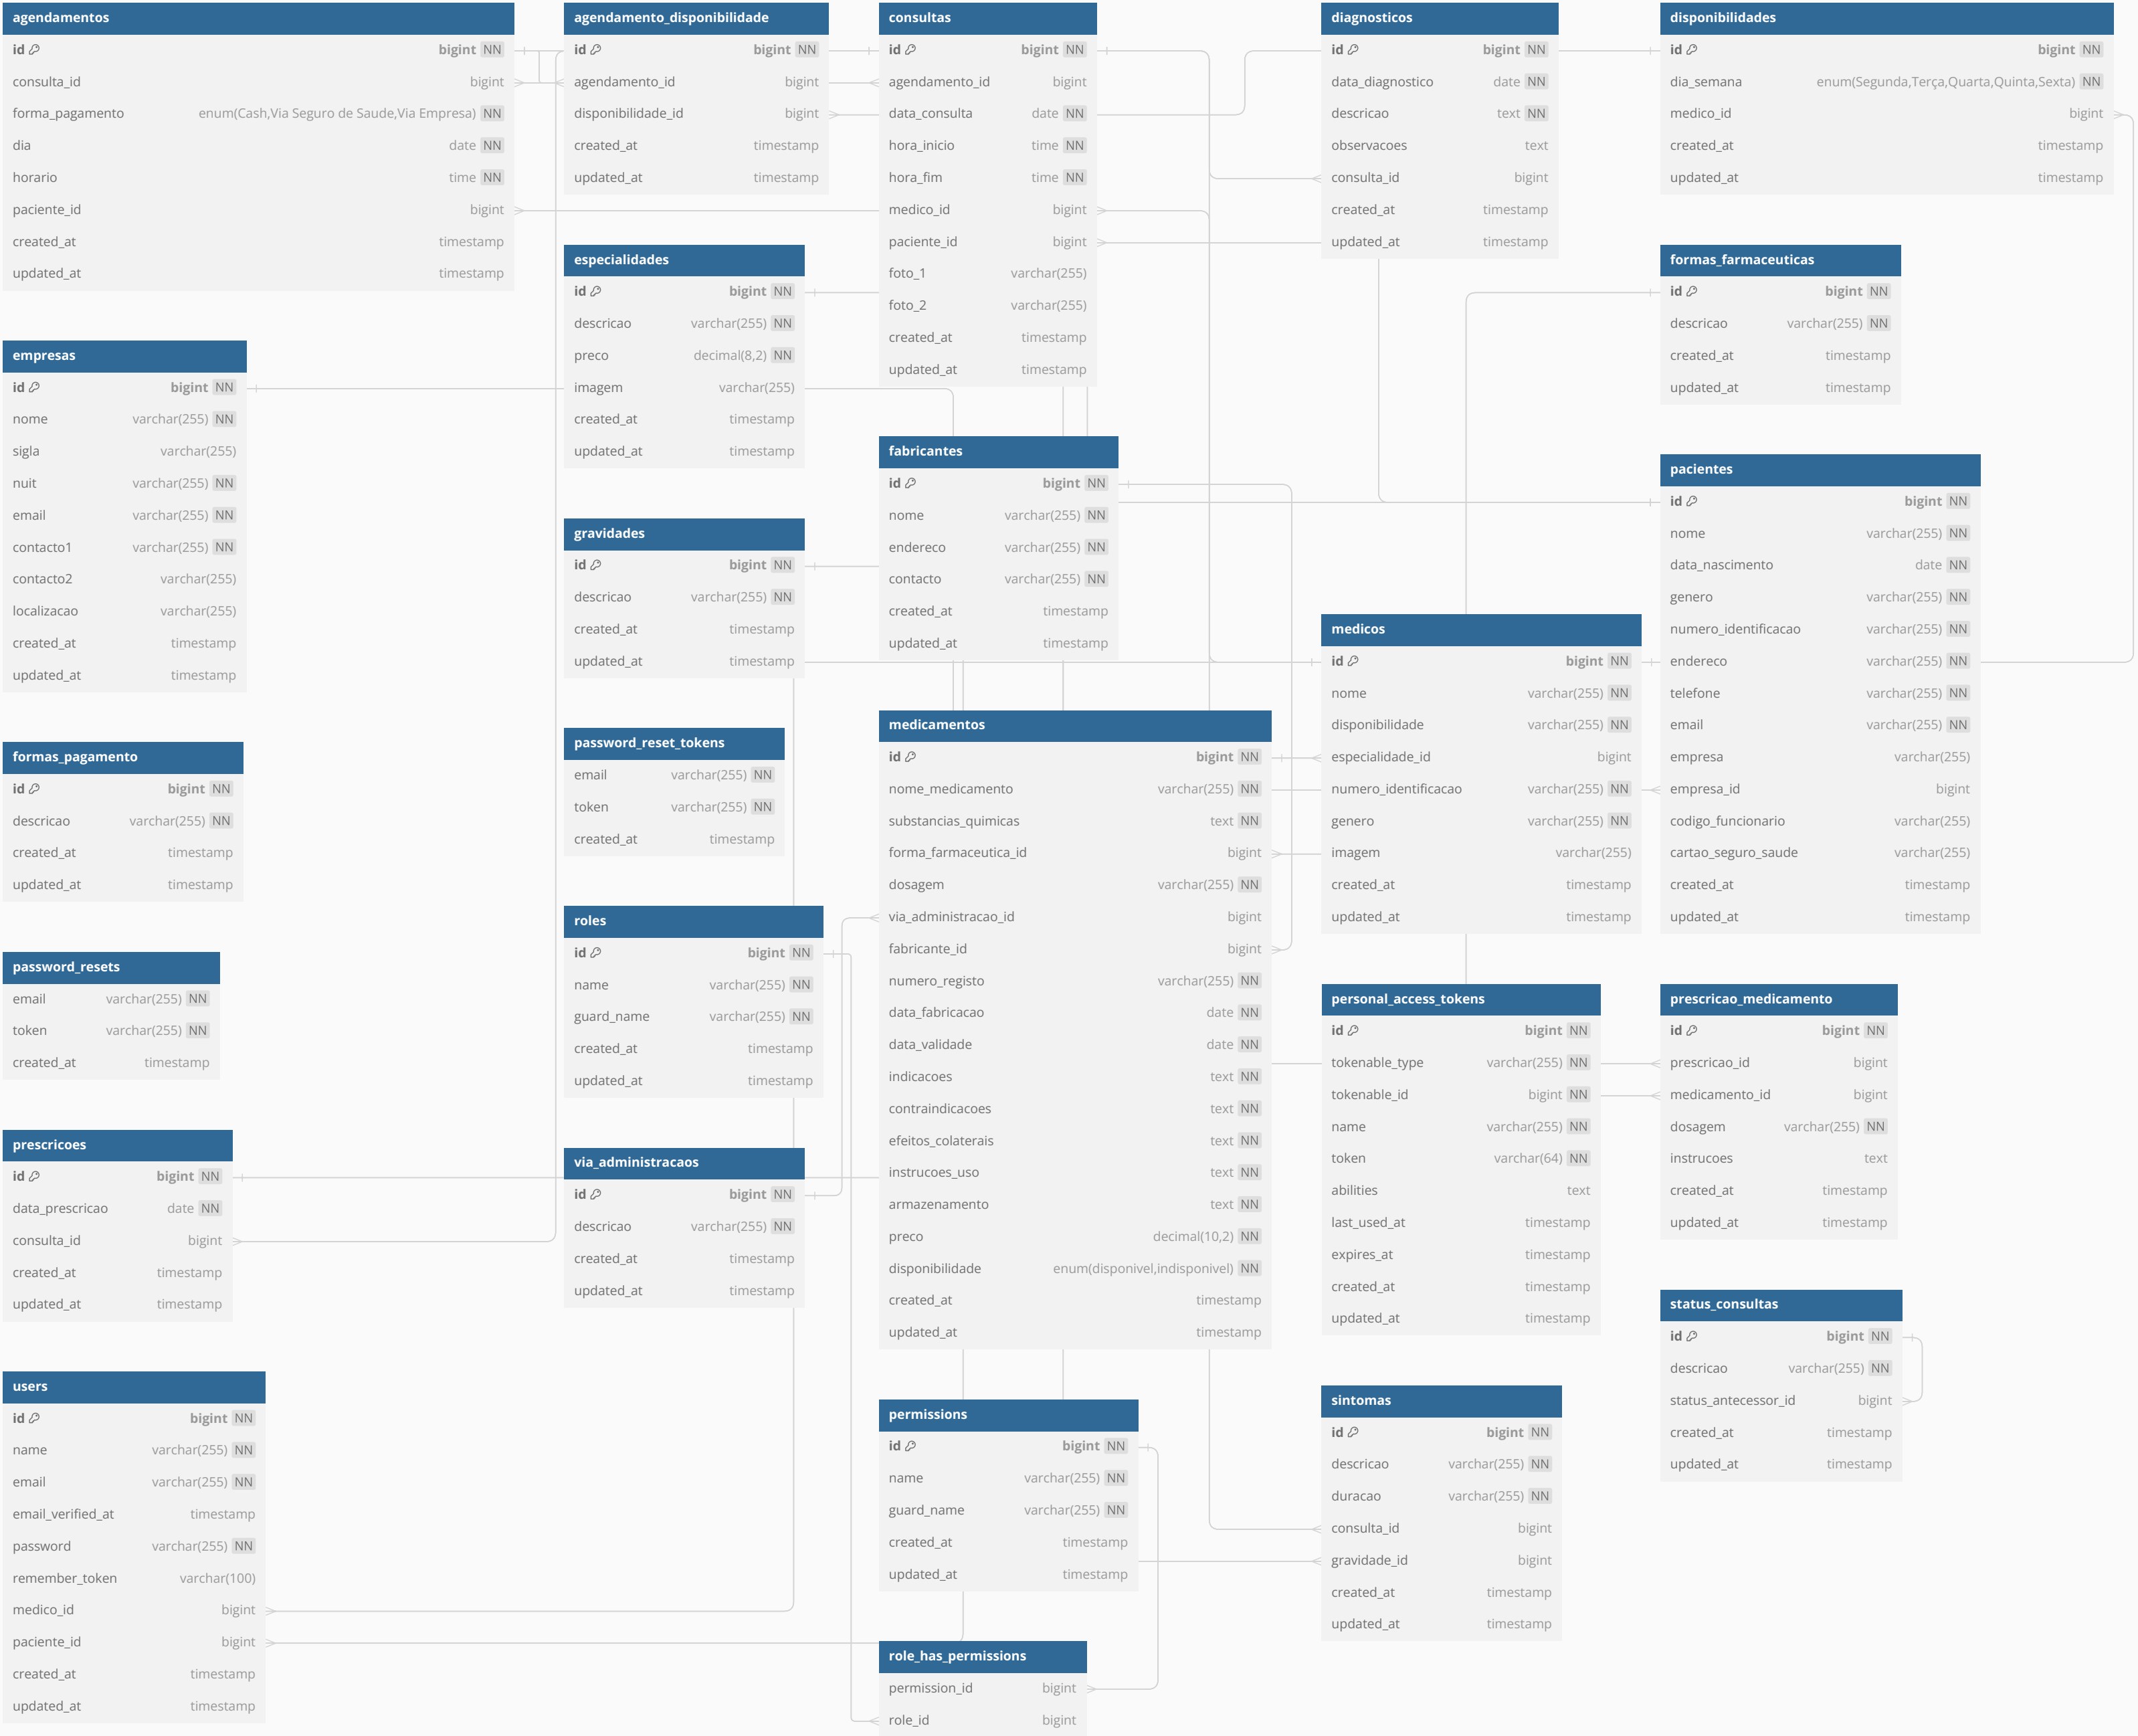 agendamentos
id bigint NN
consulta_id bigint
forma_pagamento enum(Cash,Via Seguro de Saude,Via Empresa) NN
dia date NN
horario time NN
paciente_id bigint
created_at timestamp
updated_at timestamp
agendamento_disponibilidade
id bigint NN
agendamento_id bigint
disponibilidade_id bigint
created_at timestamp
updated_at timestamp
consultas
id bigint NN
agendamento_id bigint
data_consulta date NN
hora_inicio time NN
hora_fim time NN
medico_id bigint
paciente_id bigint
foto_1 varchar(255)
foto_2 varchar(255)
created_at timestamp
updated_at timestamp
diagnosticos
id bigint NN
data_diagnostico date NN
descricao text NN
observacoes text
consulta_id bigint
created_at timestamp
updated_at timestamp
disponibilidades
id bigint NN
dia_semana enum(Segunda,Terça,Quarta,Quinta,Sexta) NN
medico_id bigint
created_at timestamp
updated_at timestamp
especialidades
id bigint NN
descricao varchar(255) NN
preco decimal(8,2) NN
imagem varchar(255)
created_at timestamp
updated_at timestamp
formas_farmaceuticas
id bigint NN
descricao varchar(255) NN
created_at timestamp
updated_at timestamp
empresas
id bigint NN
nome varchar(255) NN
sigla varchar(255)
nuit varchar(255) NN
email varchar(255) NN
contacto1 varchar(255) NN
contacto2 varchar(255)
localizacao varchar(255)
created_at timestamp
updated_at timestamp
fabricantes
id bigint NN
nome varchar(255) NN
endereco varchar(255) NN
contacto varchar(255) NN
created_at timestamp
updated_at timestamp
pacientes
id bigint NN
nome varchar(255) NN
data_nascimento date NN
genero varchar(255) NN
numero_identificacao varchar(255) NN
endereco varchar(255) NN
telefone varchar(255) NN
email varchar(255) NN
empresa varchar(255)
empresa_id bigint
codigo_funcionario varchar(255)
cartao_seguro_saude varchar(255)
created_at timestamp
updated_at timestamp
gravidades
id bigint NN
descricao varchar(255) NN
created_at timestamp
updated_at timestamp
medicos
id bigint NN
nome varchar(255) NN
disponibilidade varchar(255) NN
especialidade_id bigint
numero_identificacao varchar(255) NN
genero varchar(255) NN
imagem varchar(255)
created_at timestamp
updated_at timestamp
medicamentos
id bigint NN
nome_medicamento varchar(255) NN
substancias_quimicas text NN
forma_farmaceutica_id bigint
dosagem varchar(255) NN
via_administracao_id bigint
fabricante_id bigint
numero_registo varchar(255) NN
data_fabricacao date NN
data_validade date NN
indicacoes text NN
contraindicacoes text NN
efeitos_colaterais text NN
instrucoes_uso text NN
armazenamento text NN
preco decimal(10,2) NN
disponibilidade enum(disponivel,indisponivel) NN
created_at timestamp
updated_at timestamp
password_reset_tokens
email varchar(255) NN
token varchar(255) NN
created_at timestamp
formas_pagamento
id bigint NN
descricao varchar(255) NN
created_at timestamp
updated_at timestamp
roles
id bigint NN
name varchar(255) NN
guard_name varchar(255) NN
created_at timestamp
updated_at timestamp
password_resets
email varchar(255) NN
token varchar(255) NN
created_at timestamp
personal_access_tokens
id bigint NN
tokenable_type varchar(255) NN
tokenable_id bigint NN
name varchar(255) NN
token varchar(64) NN
abilities text
last_used_at timestamp
expires_at timestamp
created_at timestamp
updated_at timestamp
prescricao_medicamento
id bigint NN
prescricao_id bigint
medicamento_id bigint
dosagem varchar(255) NN
instrucoes text
created_at timestamp
updated_at timestamp
prescricoes
id bigint NN
data_prescricao date NN
consulta_id bigint
created_at timestamp
updated_at timestamp
via_administracaos
id bigint NN
descricao varchar(255) NN
created_at timestamp
updated_at timestamp
status_consultas
id bigint NN
descricao varchar(255) NN
status_antecessor_id bigint
created_at timestamp
updated_at timestamp
users
id bigint NN
name varchar(255) NN
email varchar(255) NN
email_verified_at timestamp
password varchar(255) NN
remember_token varchar(100)
medico_id bigint
paciente_id bigint
created_at timestamp
updated_at timestamp
permissions
id bigint NN
name varchar(255) NN
guard_name varchar(255) NN
created_at timestamp
updated_at timestamp
sintomas
id bigint NN
descricao varchar(255) NN
duracao varchar(255) NN
consulta_id bigint
gravidade_id bigint
created_at timestamp
updated_at timestamp
role_has_permissions
permission_id bigint
role_id bigint